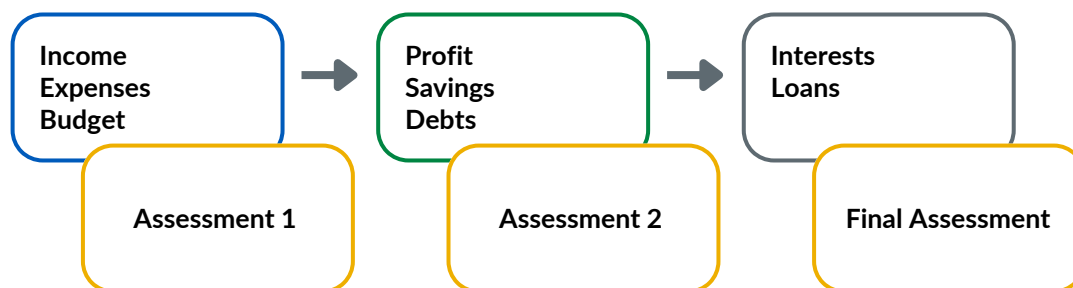 Income
Expenses
Budget
Assessment 1
Profit
Savings
Debts
Assessment 2
Interests
Loans
Final Assessment